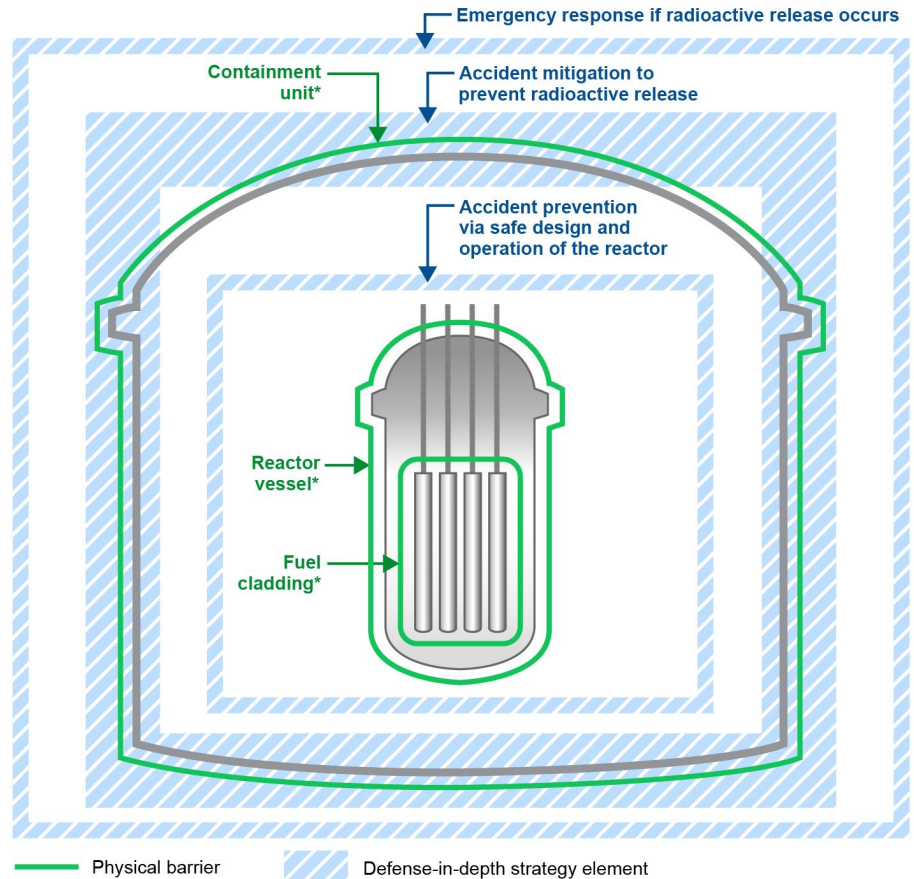 Emergency response if radioactive release occurs
Containment
unit*
Accident mitigation to
prevent radioactive release
Accident prevention
via safe design and
operation of the reactor
Reactor
vessel*
Fuel
cladding*
Physical barrier
Defense-in-depth strategy element